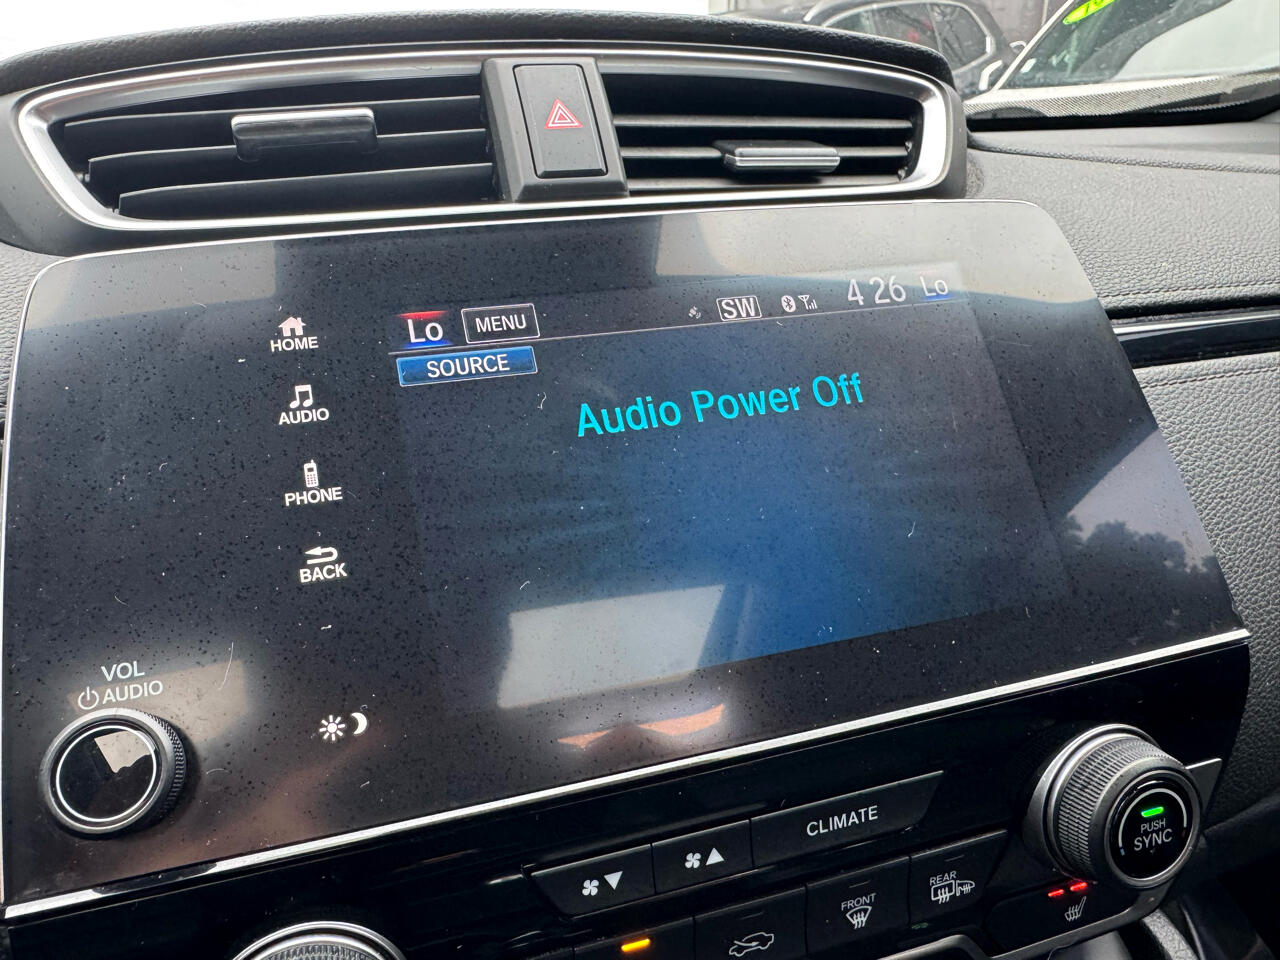 Lo
MENU
SW
4 26
Lo
HOME
SOURCE
AUDIO
Audio Power Off
PHONE
BACK
VOL
AUDIO
CLIMATE
PUSH
SYNC
FRONT
REAR